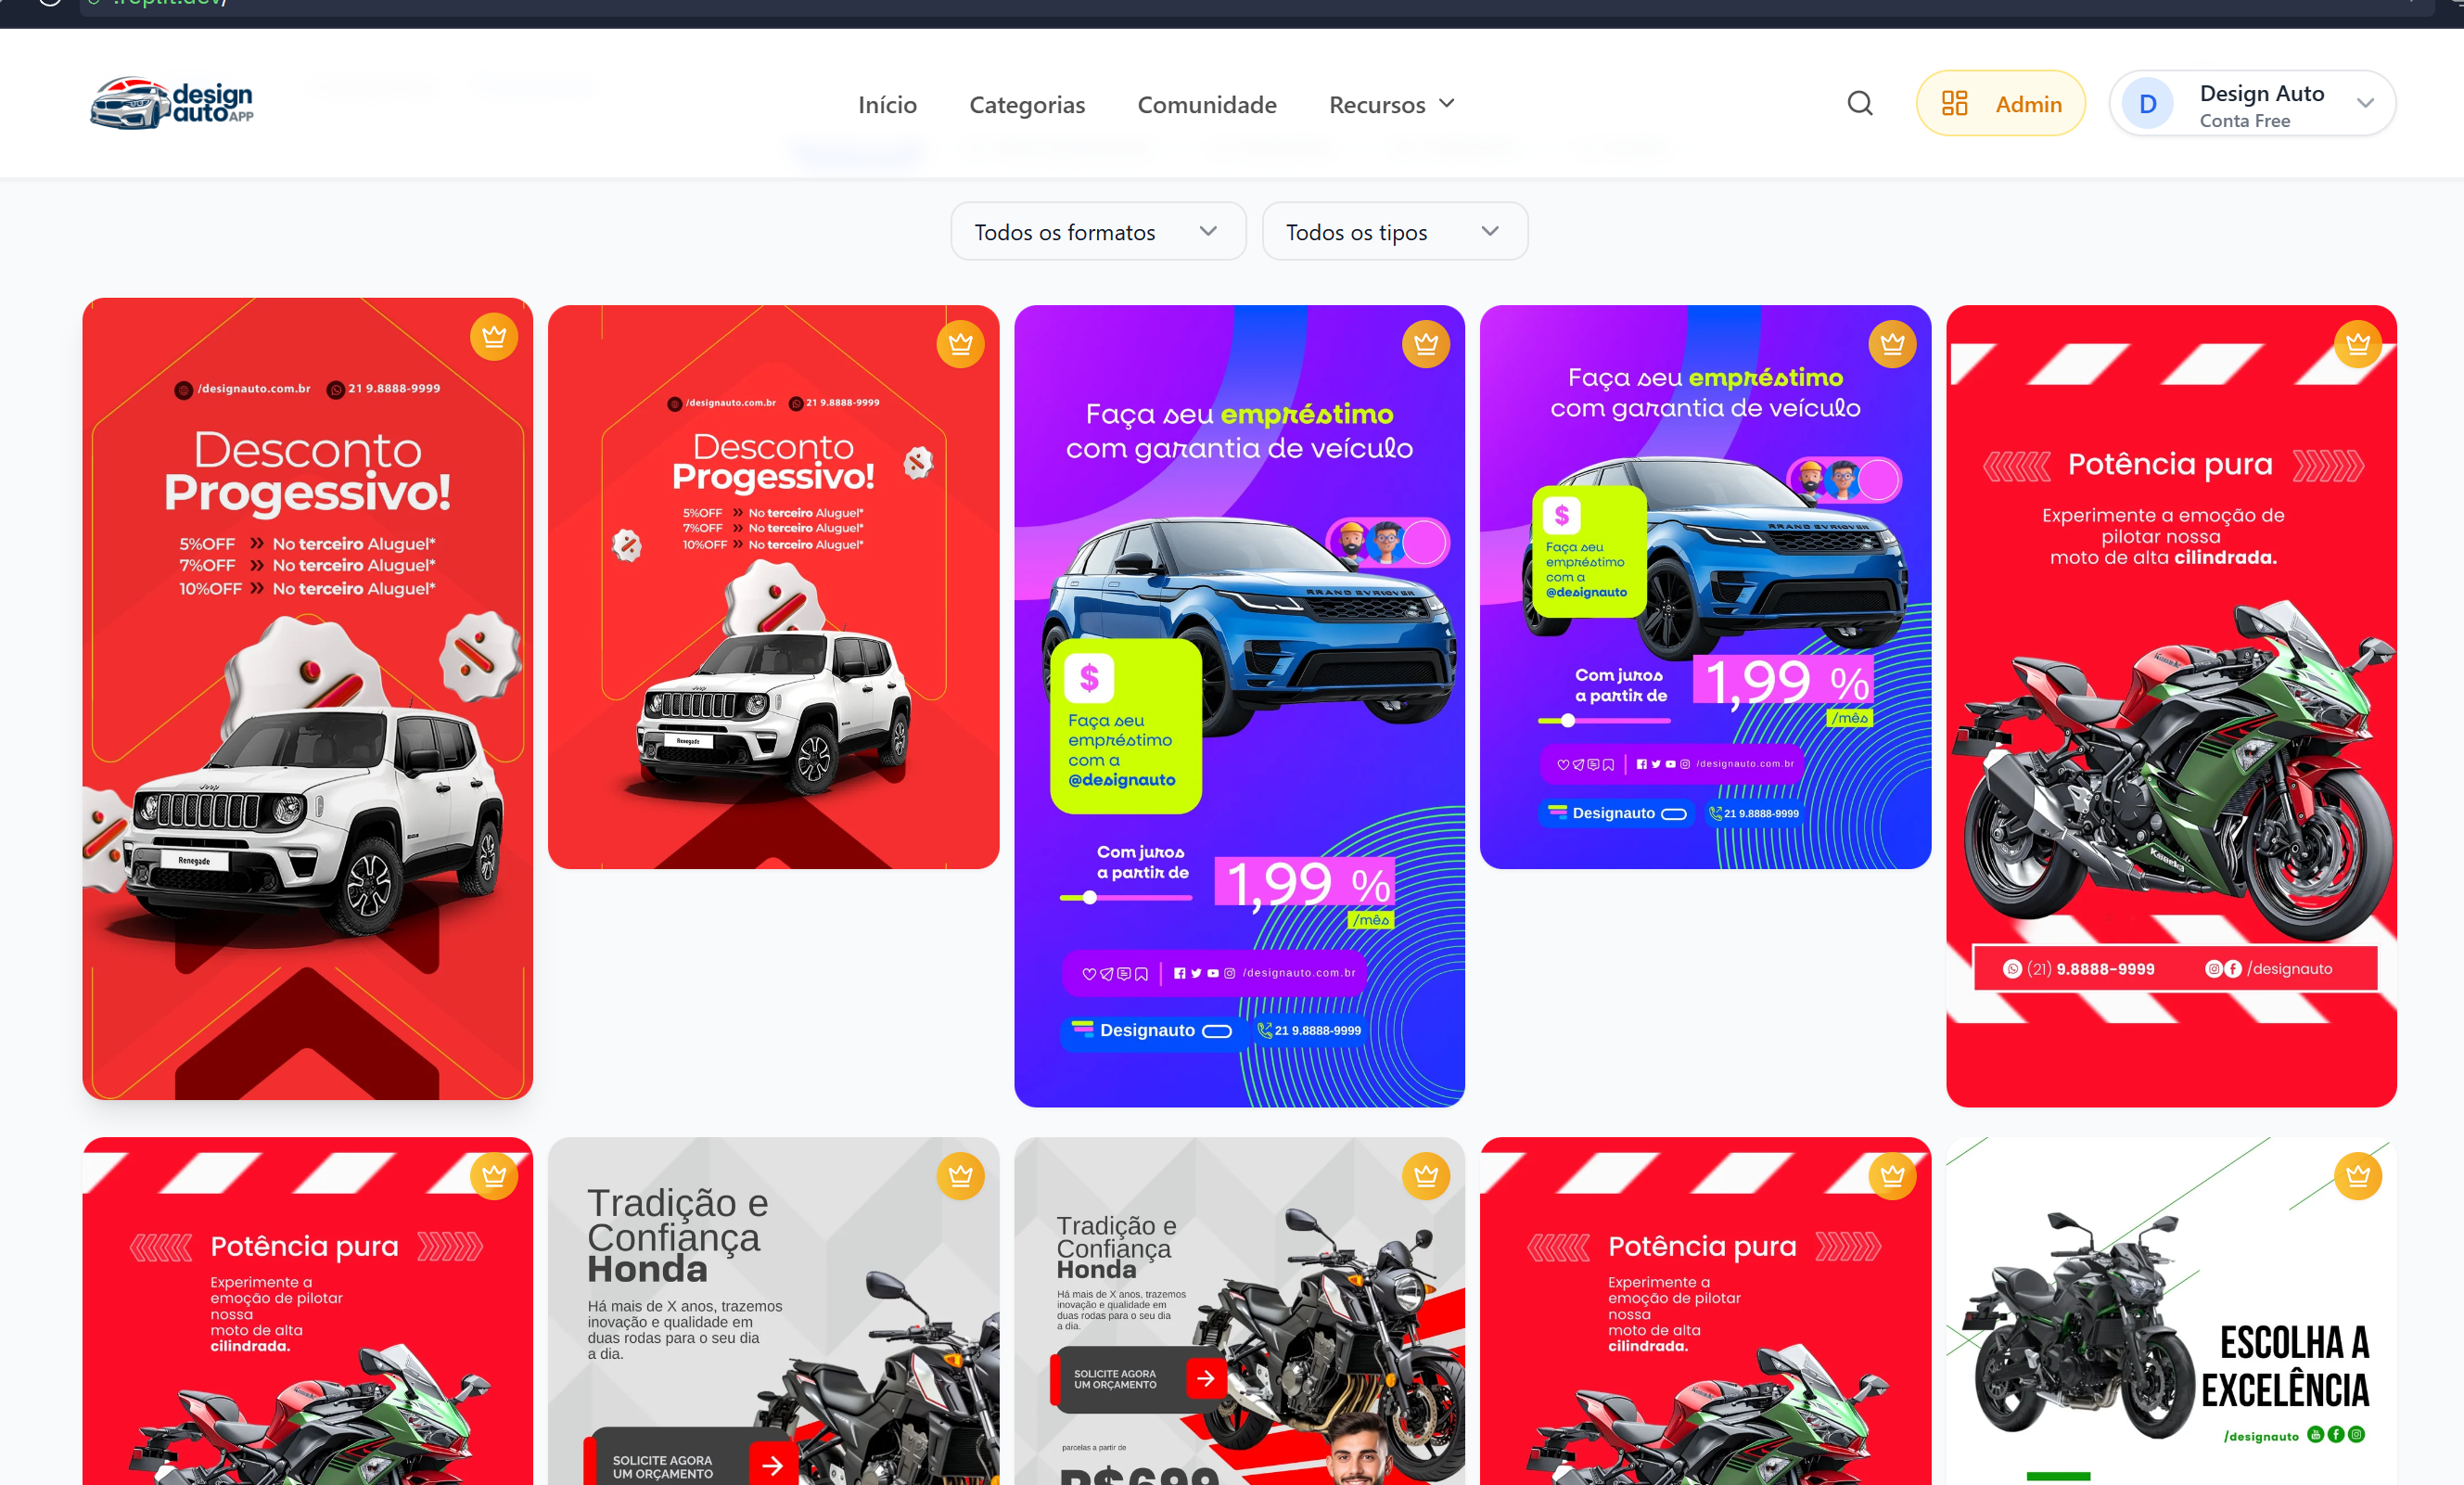 design
auto APP
Início
Categorias
Comunidade
Recursos
Admin
D
Design Auto
Conta Free
Todos os formatos
Todos os tipos
/designauto.com.br
21 9.8888-9999
Desconto
Progessivo!
5%OFF » No terceiro Aluguel*
7%OFF » No terceiro Aluguel*
10%OFF » No terceiro Aluguel*
Jeep
Renegade
/designauto.com.br
21 9.8888-9999
Desconto
Progessivo!
5%OFF » No terceiro Aluguel*
7%OFF » No terceiro Aluguel*
10%OFF » No terceiro Aluguel*
Renegade
Faça seu empréstimo
com garantia de veículo
$
Faça seu
empréstimo
com a
@designauto
Com juros
a partir de
1,99 %
/mês
/designauto.com.br
Designauto
21 9.8888-9999
Faça seu empréstimo
com garantia de veículo
$
Faça seu
empréstimo
com a
@designauto
Com juros
a partir de
1,99 %
/mês
/designauto.com.br
Designauto
21 9.8888-9999
Potência pura
Experimente a emoção de
pilotar nossa
moto de alta cilindrada.
(21) 9.8888-9999
/designauto
Potência pura
Experimente a
emoção de pilotar
nossa
moto de alta
cilindrada.
Tradição e
Confiança
Honda
Há mais de X anos, trazemos
inovação e qualidade em
duas rodas para o seu dia
a dia.
SOLICITE AGORA
UM ORÇAMENTO
Tradição e
Confiança
Honda
Há mais de X anos, trazemos
inovação e qualidade em
duas rodas para o seu dia
a dia.
SOLICITE AGORA
UM ORÇAMENTO
parcelas a partir de
R$699
Potência pura
Experimente a
emoção de pilotar
nossa
moto de alta
cilindrada.
ESCOLHA A
EXCELÊNCIA
/designauto